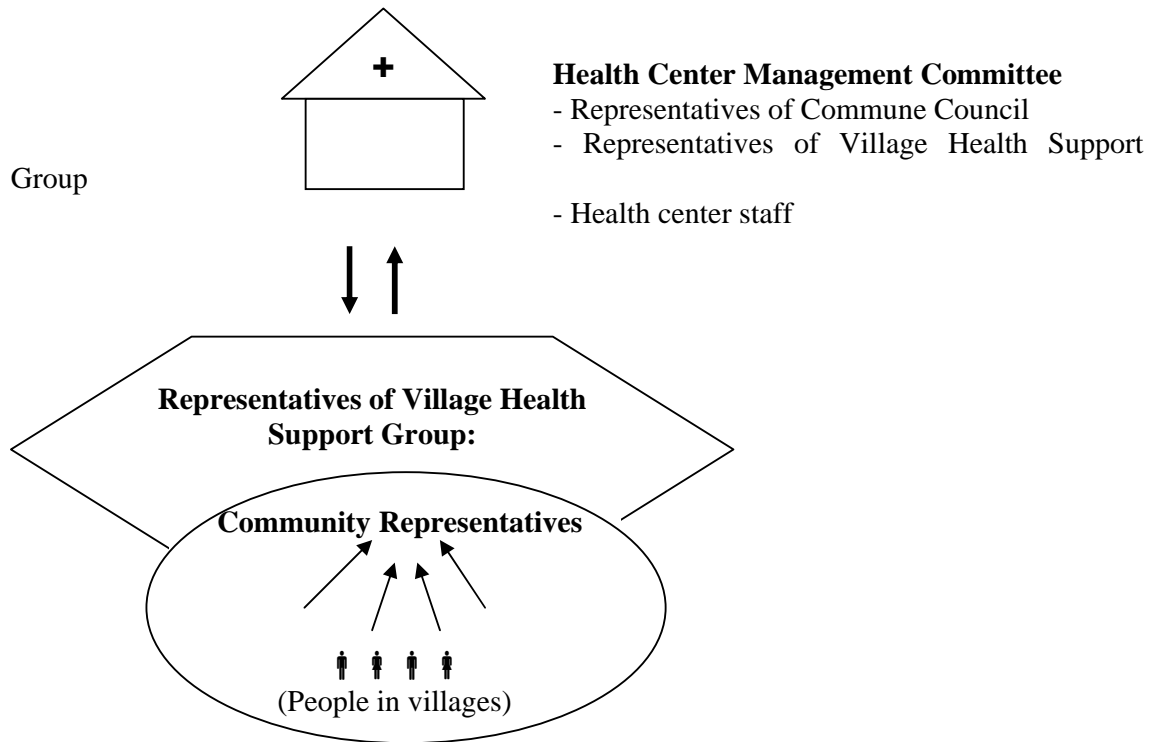 Health Center Management Committee
- Representatives of Commune Council
- Representatives of Village Health Support
Group
- Health center staff
Representatives of Village Health
Support Group:
Community Representatives
(People in villages)